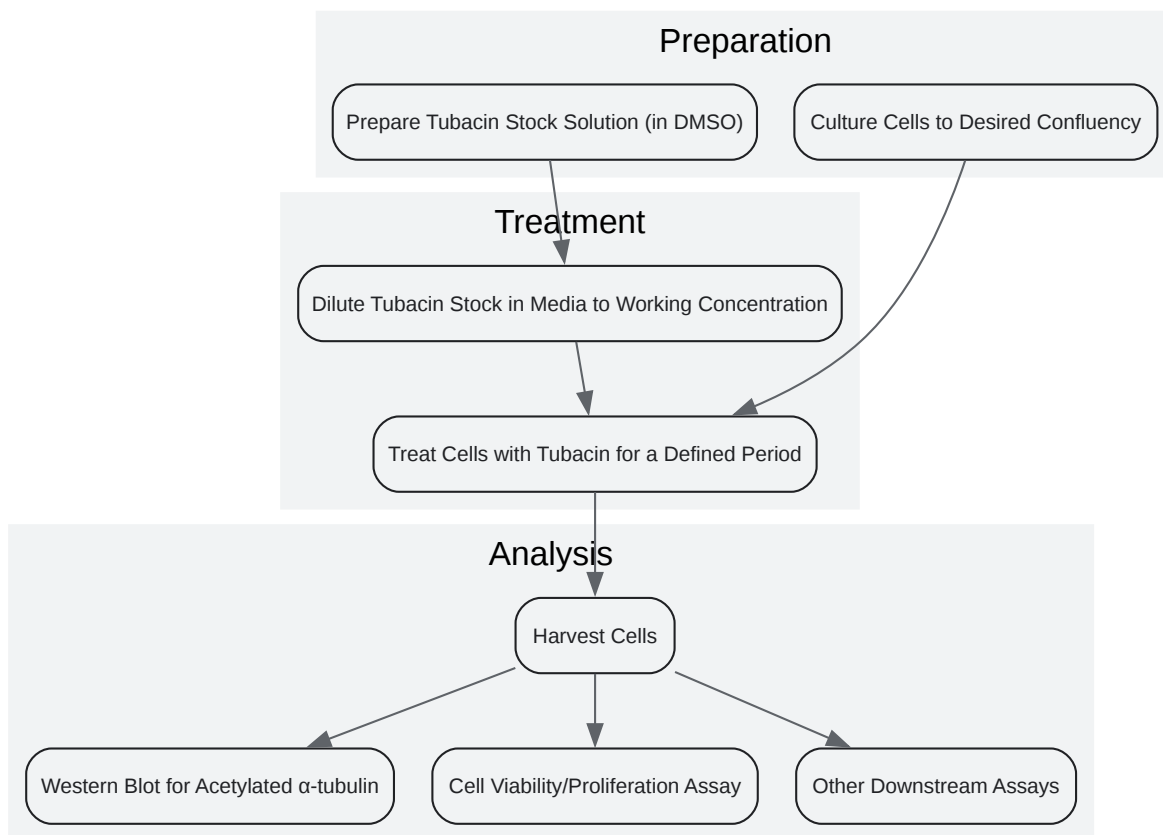 Preparation
Prepare Tubacin Stock Solution (in DMSO)
Culture Cells to Desired Confluency
Treatment
Dilute Tubacin Stock in Media to Working Concentration
Treat Cells with Tubacin for a Defined Period
Analysis
Harvest Cells
Western Blot for Acetylated α-tubulin
Cell Viability/Proliferation Assay
Other Downstream Assays